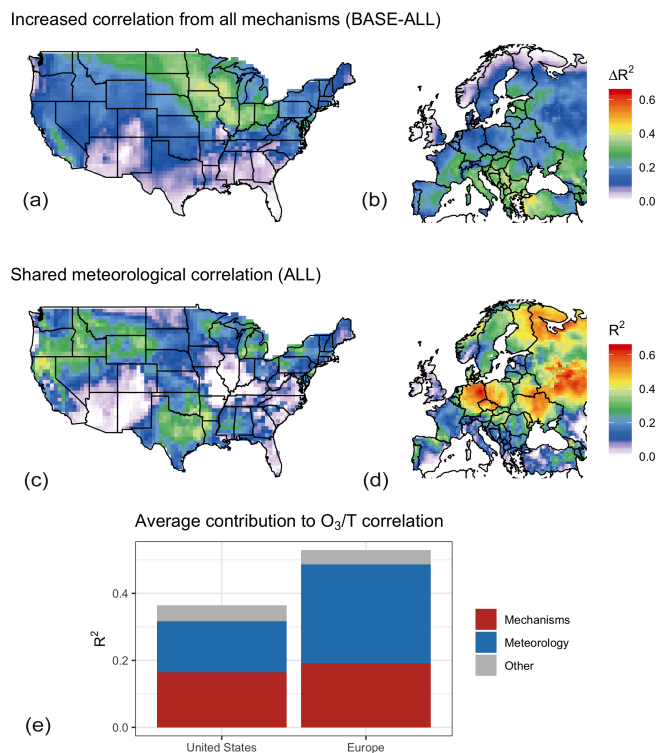 Increased correlation from all mechanisms (BASE-ALL)
ΔR²
0.6
0.4
0.2
0.0
(a)
(b)
Shared meteorological correlation (ALL)
R²
0.6
0.4
0.2
0.0
(c)
(d)
Average contribution to O₃/T correlation
R²
0.4
0.2
0.0
Mechanisms
Meteorology
Other
(e)
United States
Europe